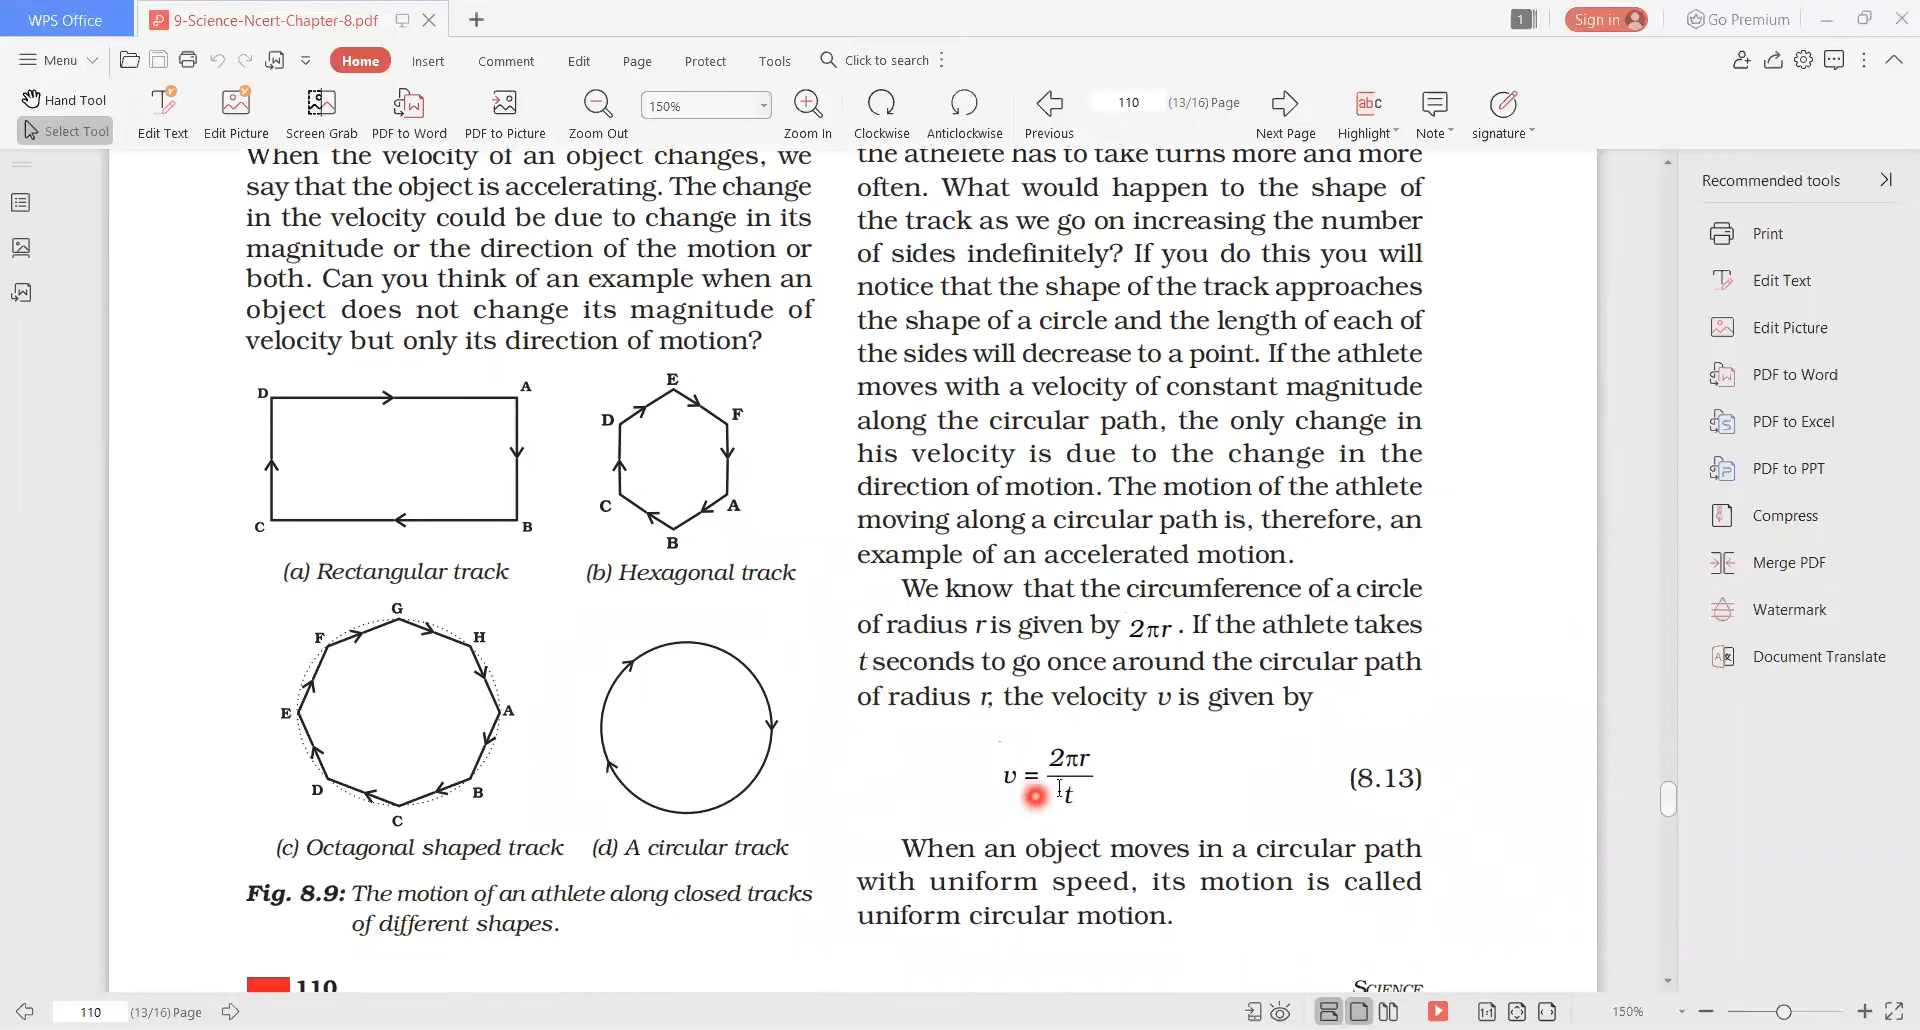 WPS Office
9-Science-Ncert-Chapter-8.pdf
1
Sign in
Go Premium
Menu
Home
Insert
Comment
Edit
Page
Protect
Tools
Click to search
Hand Tool
Select Tool
Edit Text
Edit Picture
Screen Grab
PDF to Word
PDF to Picture
Zoom Out
150%
Zoom In
Clockwise
Anticlockwise
Previous
110 (13/16) Page
Next Page
Highlight
Note
signature
When the velocity of an object changes, we
say that the object is accelerating. The change
in the velocity could be due to change in its
magnitude or the direction of the motion or
both. Can you think of an example when an
object does not change its magnitude of
velocity but only its direction of motion?
D
A
C
B
E
D
F
C
A
B
(a) Rectangular track
(b) Hexagonal track
G
F
H
E
A
D
B
C
(c) Octagonal shaped track
(d) A circular track
Fig. 8.9: The motion of an athlete along closed tracks
of different shapes.
110
the athelete has to take turns more and more
often. What would happen to the shape of
the track as we go on increasing the number
of sides indefinitely? If you do this you will
notice that the shape of the track approaches
the shape of a circle and the length of each of
the sides will decrease to a point. If the athlete
moves with a velocity of constant magnitude
along the circular path, the only change in
his velocity is due to the change in the
direction of motion. The motion of the athlete
moving along a circular path is, therefore, an
example of an accelerated motion.
We know that the circumference of a circle
of radius r is given by 2πr. If the athlete takes
t seconds to go once around the circular path
of radius r, the velocity v is given by
v = 2πr / t (8.13)
When an object moves in a circular path
with uniform speed, its motion is called
uniform circular motion.
SCIENCE
Recommended tools
Print
Edit Text
Edit Picture
PDF to Word
PDF to Excel
PDF to PPT
Compress
Merge PDF
Watermark
Document Translate
110 (13/16) Page
150%